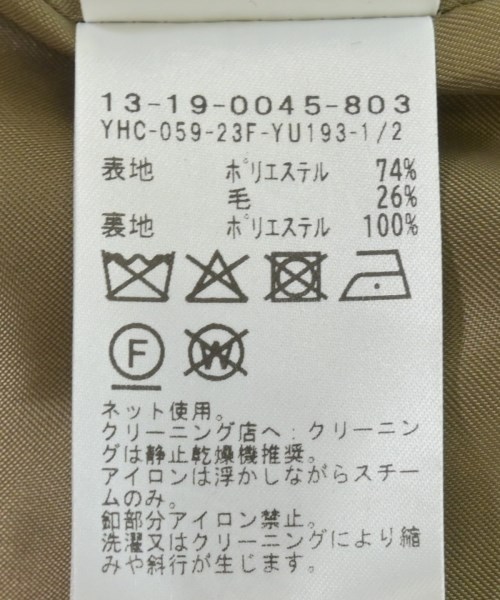 13-19-0045-803
YHC-059-23F-YU193-1/2
表地 ポリエステル 74%
毛 26%
裏地 ポリエステル 100%
F W
ネット使用。
クリーニング店へ:クリーニン
グは静止乾燥機推奨。
アイロンは浮かしながらスチー
ムのみ。
釦部分アイロン禁止。
洗濯又はクリーニングにより縮
みや斜行が生じます。